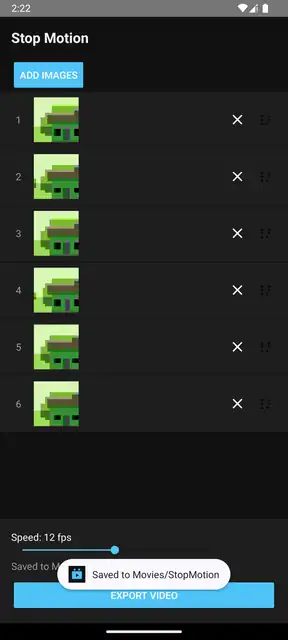 2:22
Stop Motion
ADD IMAGES
1
2
3
4
5
6
Speed: 12 fps
Saved to
Saved to Movies/StopMotion
EXPORT VIDEO